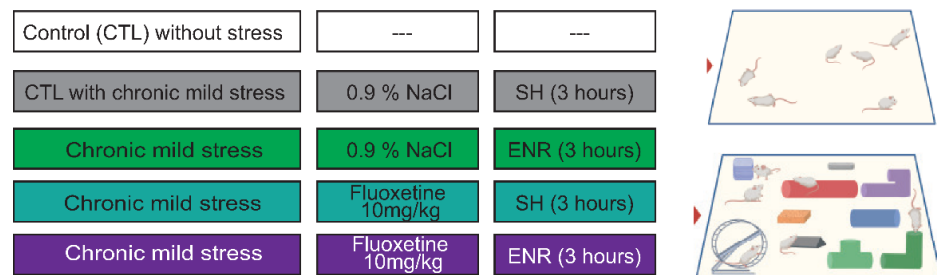 Control (CTL) without stress --- ---
CTL with chronic mild stress 0.9 % NaCl SH (3 hours)
Chronic mild stress 0.9 % NaCl ENR (3 hours)
Chronic mild stress Fluoxetine 10mg/kg SH (3 hours)
Chronic mild stress Fluoxetine 10mg/kg ENR (3 hours)